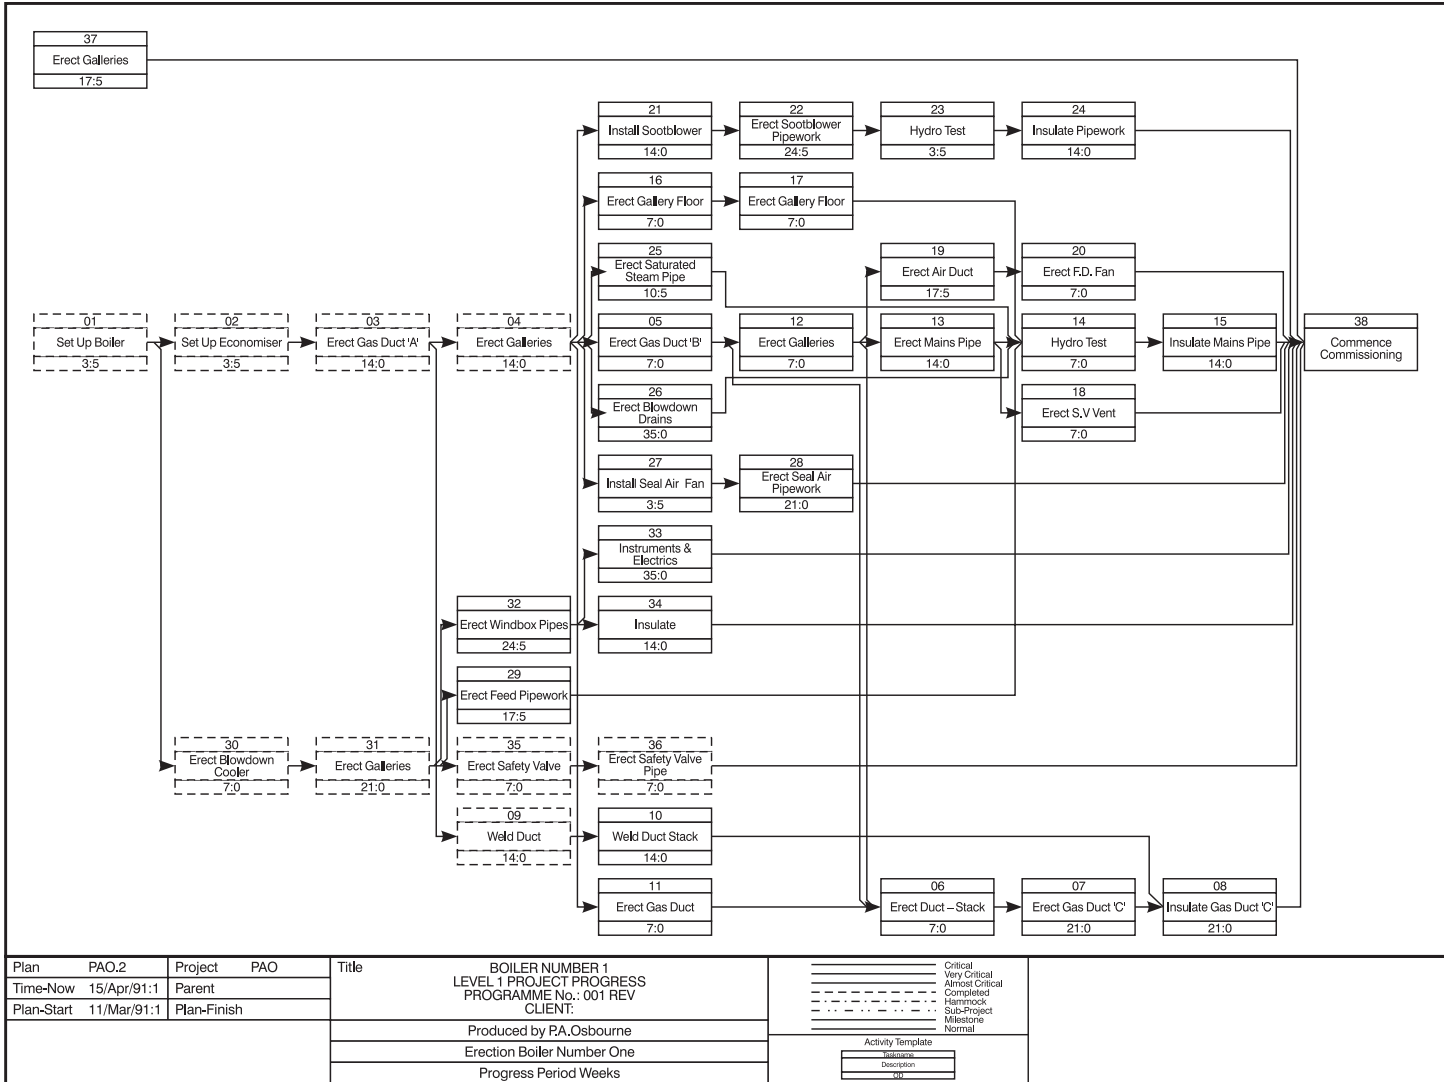 37
Erect Galleries
17:5
21
Install Sootblower
14:0
22
Erect Sootblower
Pipework
24:5
23
Hydro Test
3:5
24
Insulate Pipework
14:0
16
Erect Gallery Floor
7:0
17
Erect Gallery Floor
7:0
25
Erect Saturated
Steam Pipe
10:5
19
Erect Air Duct
17:5
20
Erect F.D. Fan
7:0
01
Set Up Boiler
3:5
02
Set Up Economiser
3:5
03
Erect Gas Duct 'A'
14:0
04
Erect Galleries
14:0
05
Erect Gas Duct 'B'
7:0
12
Erect Galleries
7:0
13
Erect Mains Pipe
14:0
14
Hydro Test
7:0
15
Insulate Mains Pipe
14:0
38
Commence
Commissioning
26
Erect Blowdown
Drains
35:0
18
Erect S.V Vent
7:0
27
Install Seal Air Fan
3:5
28
Erect Seal Air
Pipework
21:0
33
Instruments &
Electrics
35:0
32
Erect Windbox Pipes
24:5
34
Insulate
14:0
29
Erect Feed Pipework
17:5
30
Erect Blowdown
Cooler
7:0
31
Erect Galleries
21:0
35
Erect Safety Valve
7:0
36
Erect Safety Valve
Pipe
7:0
09
Weld Duct
14:0
10
Weld Duct Stack
14:0
11
Erect Gas Duct
7:0
06
Erect Duct – Stack
7:0
07
Erect Gas Duct 'C'
21:0
08
Insulate Gas Duct 'C'
21:0
Plan PAO.2 Project PAO
Time-Now 15/Apr/91:1 Parent
Plan-Start 11/Mar/91:1 Plan-Finish
Title BOILER NUMBER 1
LEVEL 1 PROJECT PROGRESS
PROGRAMME No.: 001 REV
CLIENT:
Produced by P.A.Osbourne
Erection Boiler Number One
Progress Period Weeks
Critical
Very Critical
Almost Critical
Completed
Hammock
Sub-Project
Milestone
Normal
Activity Template
Taskname
Description
OD